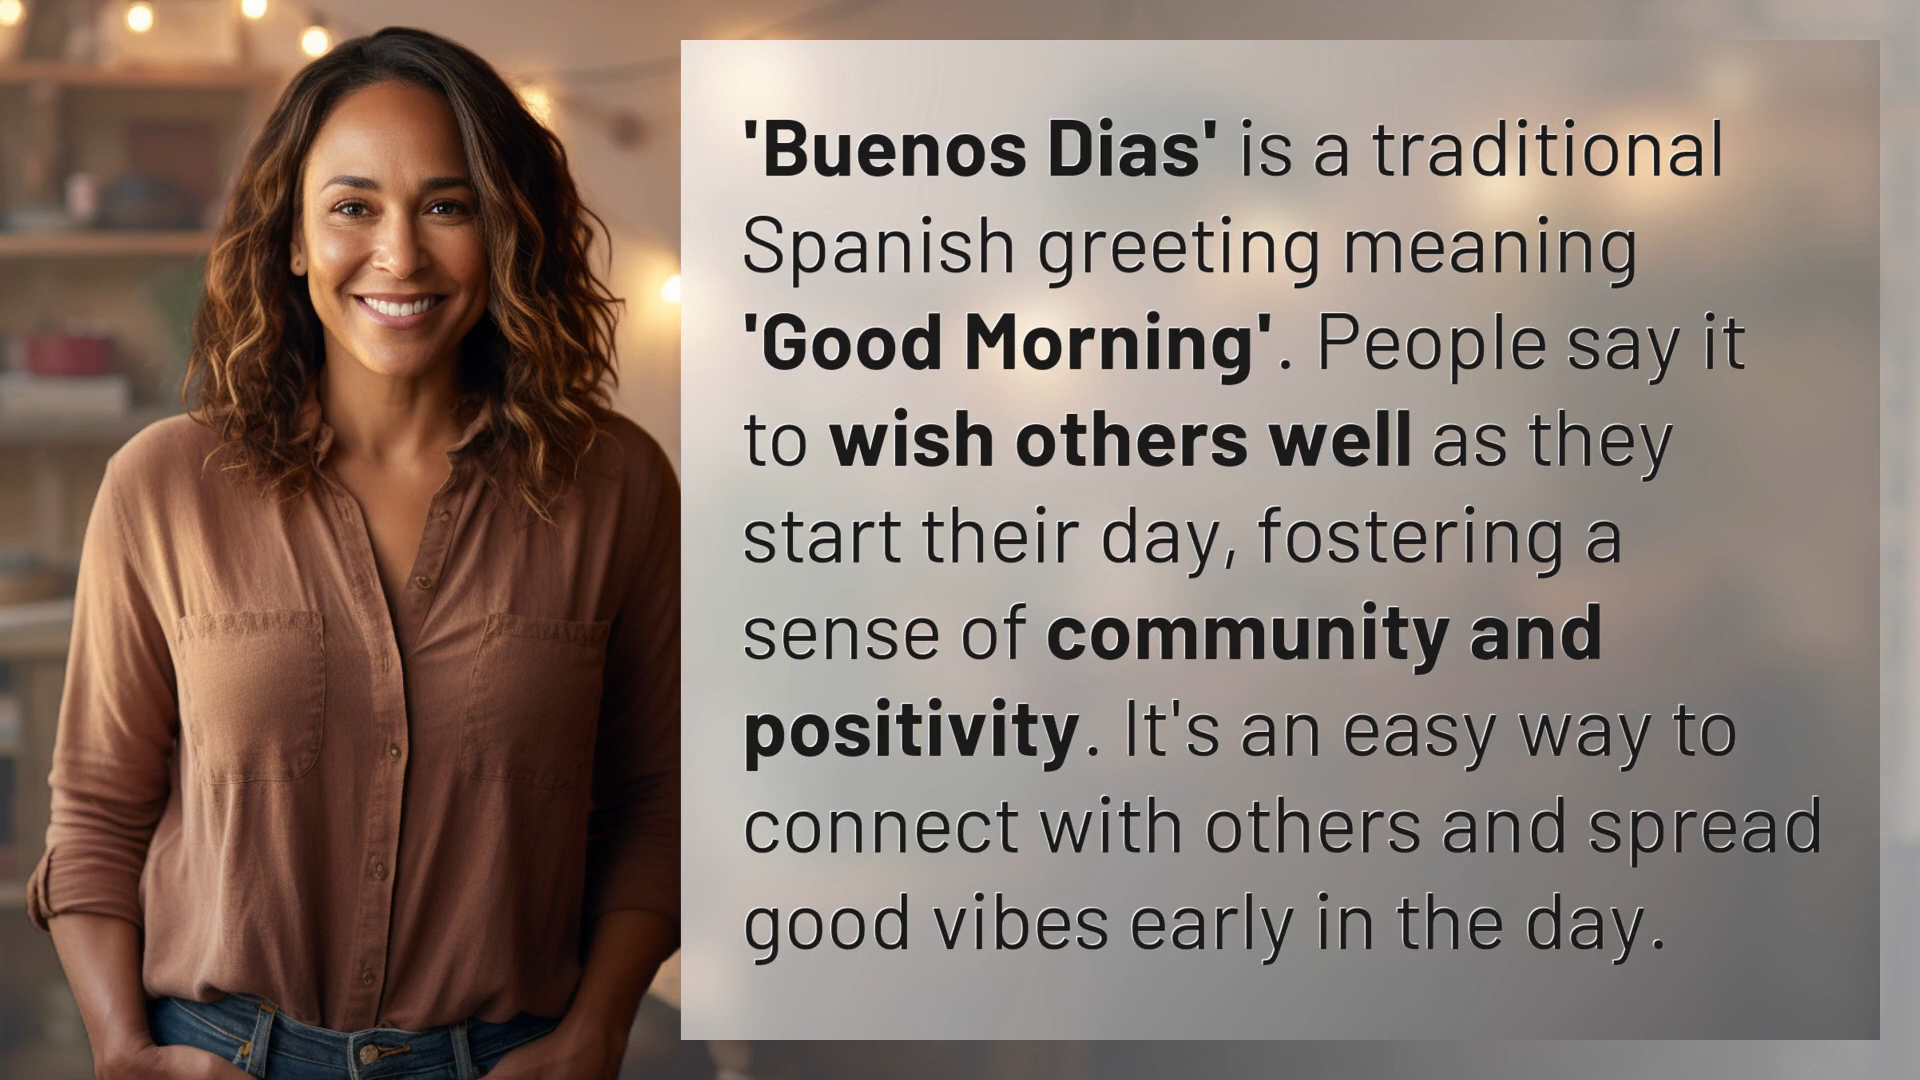 'Buenos Dias' is a traditional
Spanish greeting meaning
'Good Morning'. People say it
to wish others well as they
start their day, fostering a
sense of community and
positivity. It's an easy way to
connect with others and spread
good vibes early in the day.